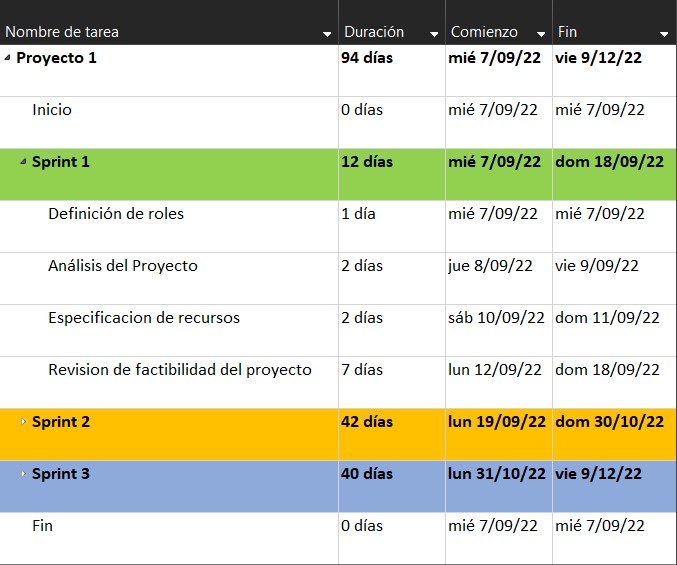 Nombre de tarea Duración Comienzo Fin
Proyecto 1 94 días mié 7/09/22 vie 9/12/22
Inicio 0 días mié 7/09/22 mié 7/09/22
Sprint 1 12 días mié 7/09/22 dom 18/09/22
Definición de roles 1 día mié 7/09/22 mié 7/09/22
Análisis del Proyecto 2 días jue 8/09/22 vie 9/09/22
Especificacion de recursos 2 días sáb 10/09/22 dom 11/09/22
Revision de factibilidad del proyecto 7 días lun 12/09/22 dom 18/09/22
Sprint 2 42 días lun 19/09/22 dom 30/10/22
Sprint 3 40 días lun 31/10/22 vie 9/12/22
Fin 0 días mié 7/09/22 mié 7/09/22